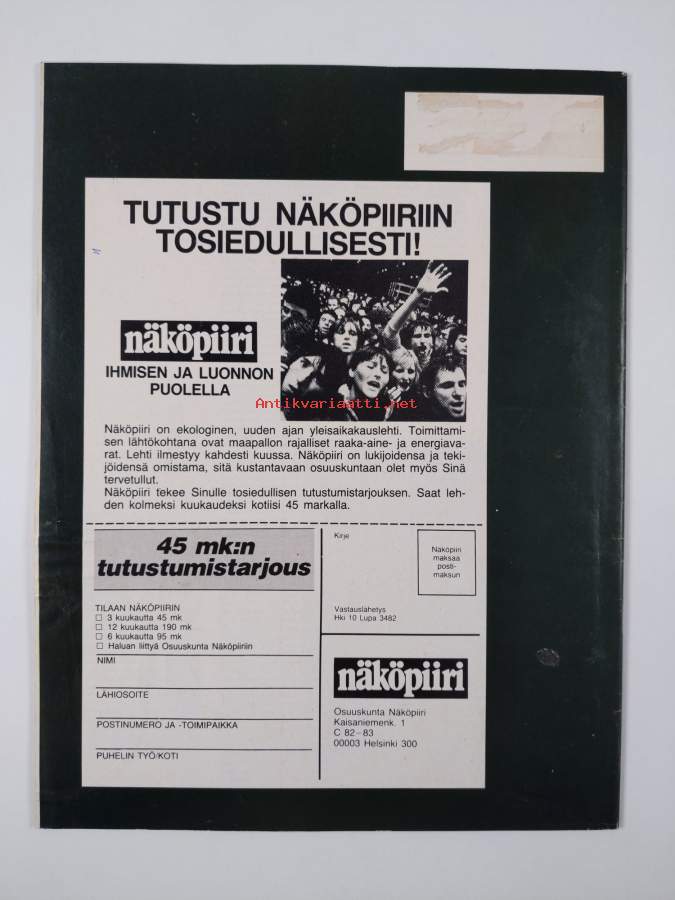 TUTUSTU NÄKÖPIIRIIN
TOSIEDULLISESTI!
näköpiiri
IHMISEN JA LUONNON
PUOLELLA
Antikvariaatti.net
Näköpiiri on ekologinen, uuden ajan yleisaikakauslehti. Toimittami-
sen lähtökohtana ovat maapallon rajalliset raaka-aine- ja energiava-
rat. Lehti ilmestyy kahdesti kuussa. Näköpiiri on lukijoidensa ja teki-
jöidensä omistama, sitä kustantavaan osuuskuntaan olet myös Sinä
tervetullut.
Näköpiiri tekee Sinulle tosiedullisen tutustumistarjouksen. Saat leh-
den kolmeksi kuukaudeksi kotiisi 45 markalla.
45 mk:n
tutustumistarjous
TILAAN NÄKÖPIIRIN
3 kuukautta 45 mk
12 kuukautta 190 mk
6 kuukautta 95 mk
Haluan liittyä Osuuskunta Näköpiiriin
NIMI
LÄHIOSOITE
POSTINUMERO JA -TOIMIPAIKKA
PUHELIN TYÖ/KOTI
Kirje
Näköpiiri
maksaa
posti-
maksun
Vastauslähetys
Hki 10 Lupa 3482
näköpiiri
Osuuskunta Näköpiiri
Kaisaniemenk. 1
C 82–83
00003 Helsinki 300